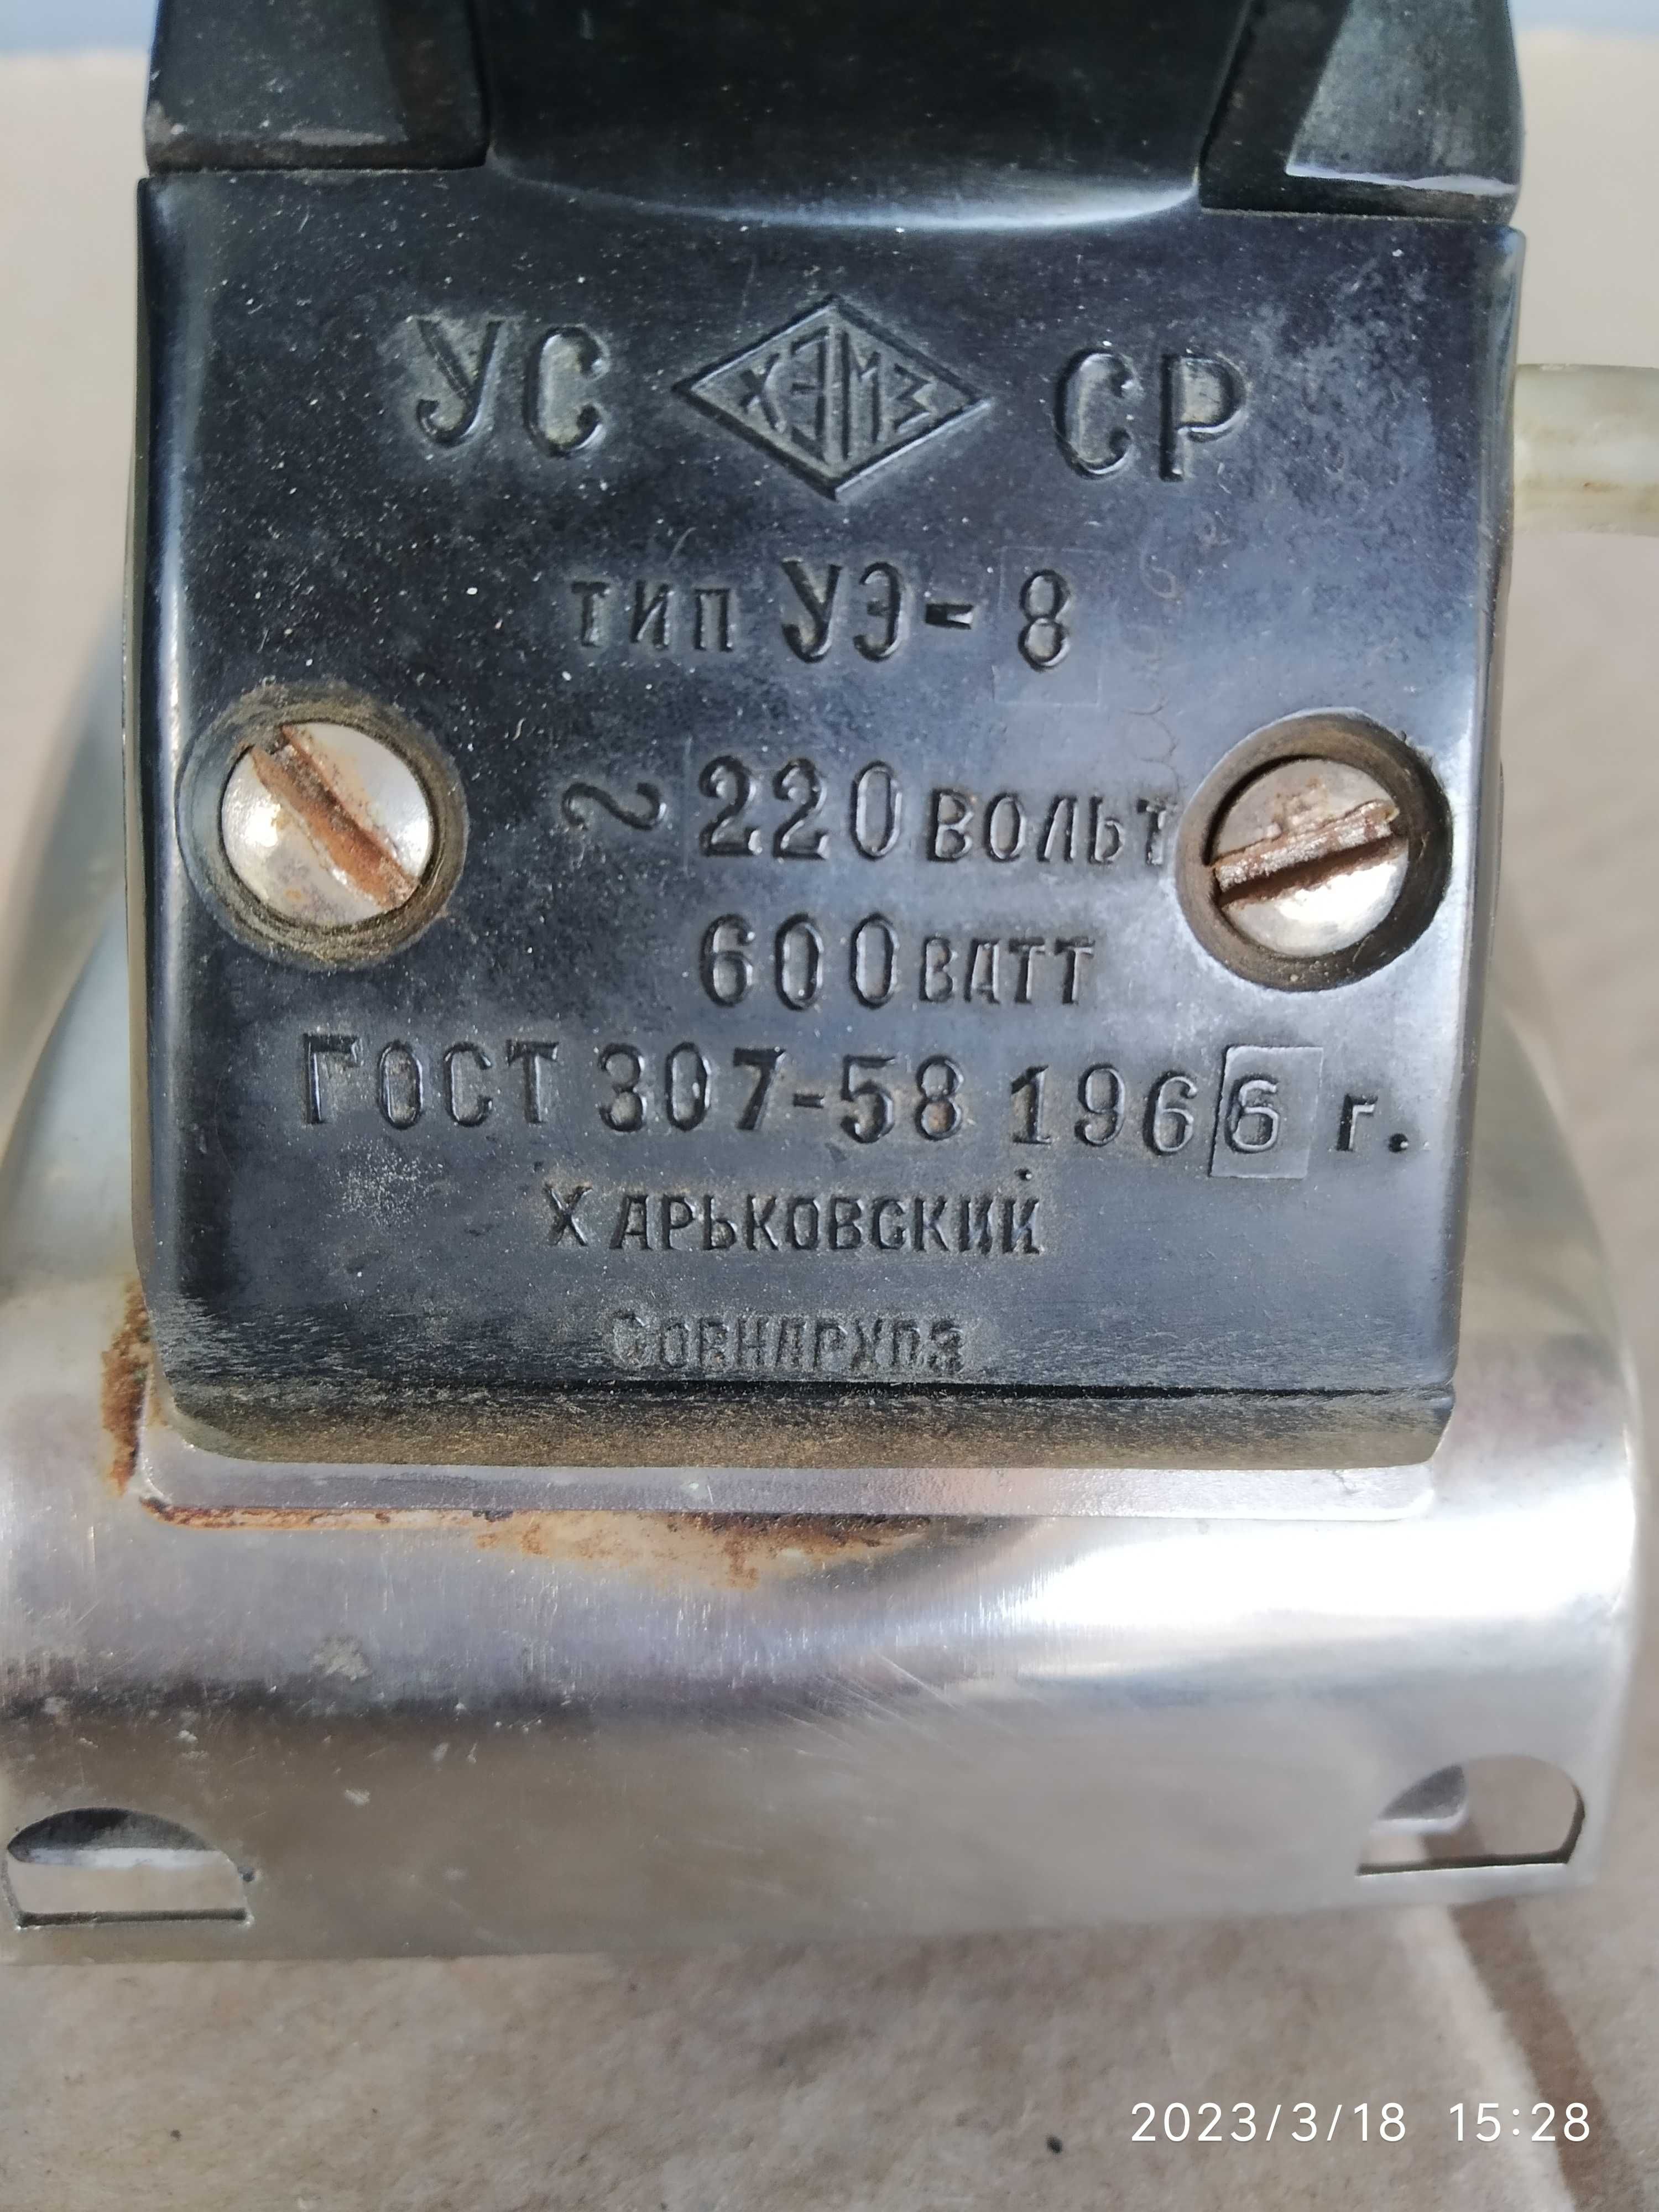 УС ХЭМЗ СР
тип УЭ-8
~220 ВОЛЬТ
600 ВАТТ
ГОСТ 307-58 1966 г.
ХАРЬКОВСКИЙ
Совнархоз
2023/3/18 15:28